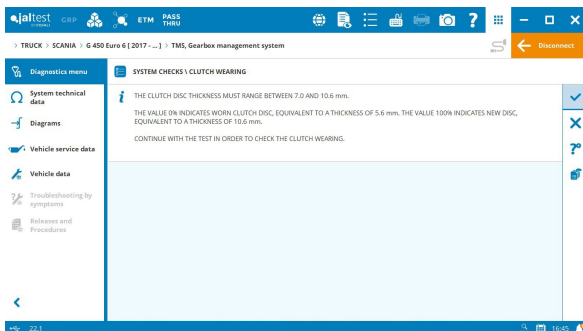 jaltest
BY COJALI
GRP
ETM
PASS
THRU
> TRUCK > SCANIA > G 450 Euro 6 [ 2017 - ... ] > TMS, Gearbox management system
Disconnect
Diagnostics menu
SYSTEM CHECKS \ CLUTCH WEARING
System technical
data
Diagrams
Vehicle service data
Vehicle data
Troubleshooting by
symptoms
Releases and
Procedures
THE CLUTCH DISC THICKNESS MUST RANGE BETWEEN 7.0 AND 10.6 mm.
THE VALUE 0% INDICATES WORN CLUTCH DISC, EQUIVALENT TO A THICKNESS OF 5.6 mm. THE VALUE 100% INDICATES NEW DISC,
EQUIVALENT TO A THICKNESS OF 10.6 mm.
CONTINUE WITH THE TEST IN ORDER TO CHECK THE CLUTCH WEARING.
22.1
16:45